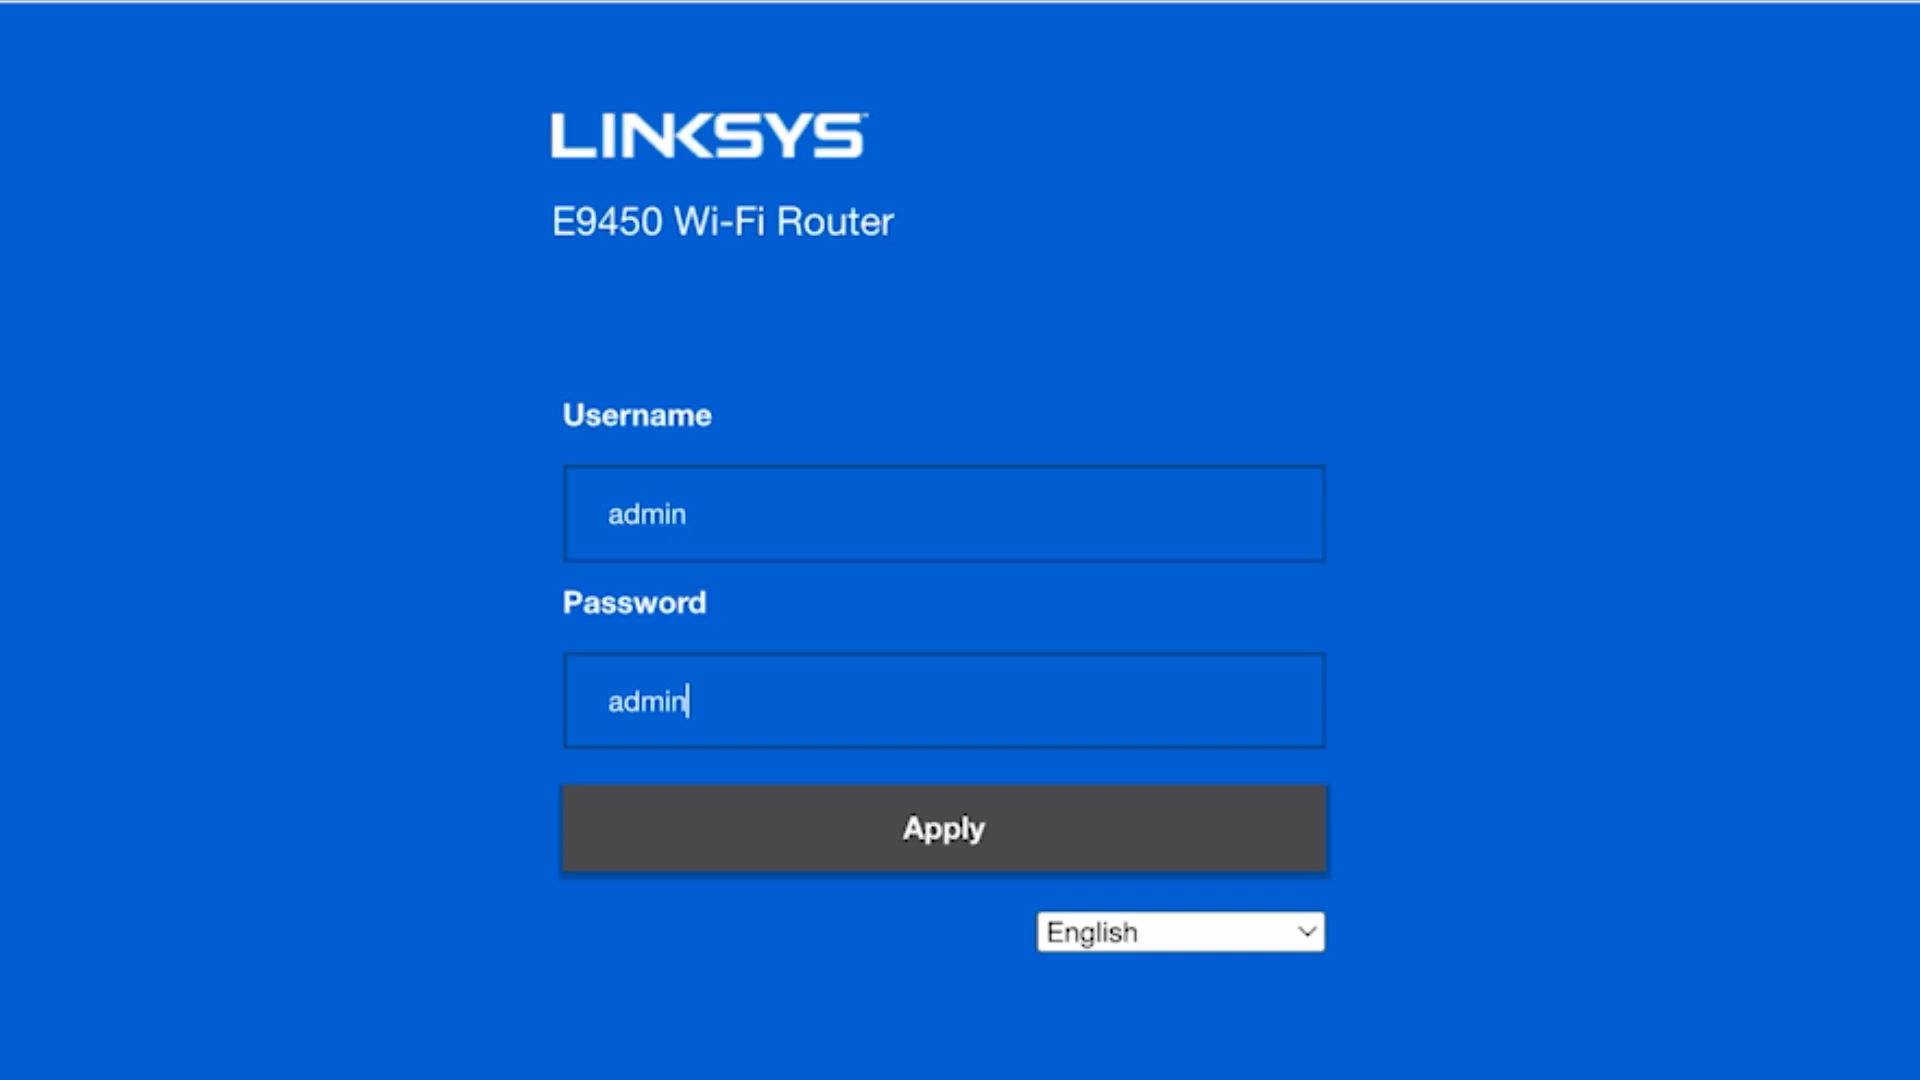 LINKSYS
E9450 Wi-Fi Router
Username
admin
Password
admin
Apply
English